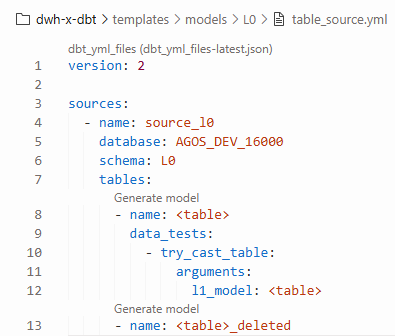 dwh-x-dbt > templates > models > L0 > table_source.yml
dbt_yml_files (dbt_yml_files-latest.json)
1 version: 2
2
3 sources:
4   - name: source_l0
5     database: AGOS_DEV_16000
6     schema: L0
7     tables:
Generate model
8       - name: <table>
9         data_tests:
10           - try_cast_table:
11               arguments:
12                 l1_model: <table>
Generate model
13       - name: <table>_deleted